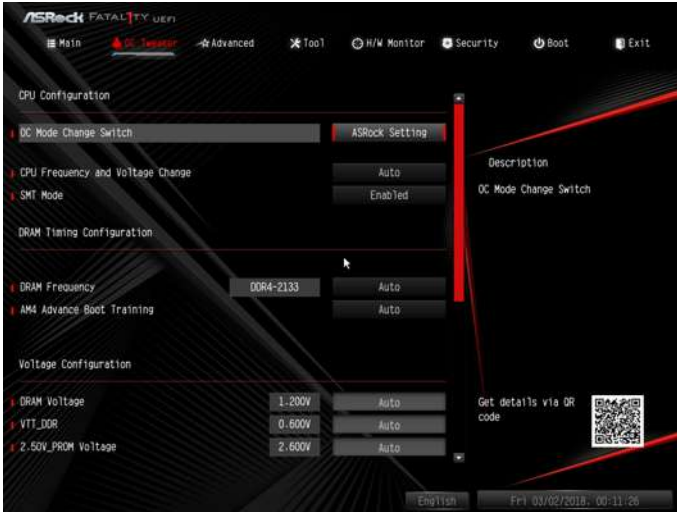 ASRock FATAL1TY UEFI
Main OC Tweaker Advanced Tool H/W Monitor Security Boot Exit
CPU Configuration
OC Mode Change Switch ASRock Setting
Description
CPU Frequency and Voltage Change Auto
OC Mode Change Switch
SMT Mode Enabled
DRAM Timing Configuration
DRAM Frequency DDR4-2133 Auto
AM4 Advance Boot Training Auto
Voltage Configuration
DRAM Voltage 1.200V Auto
Get details via QR
code
VTT_DDR 0.600V Auto
2.50V_PROM Voltage 2.600V Auto
English Fri 03/02/2018. 00:11:26